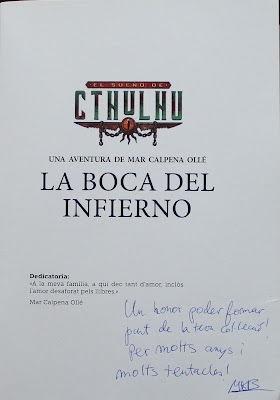 EL SUEÑO DE
CTHULHU
UNA AVENTURA DE MAR CALPENA OLLÉ
LA BOCA DEL
INFIERNO
Dedicatoria:
«A la meva família, a qui dec tant d'amor, inclòs
l'amor desaforat pels llibres.»
Mar Calpena Ollé
Un honor poder formar
part de la teva col·lecció!
Per molts anys i
molts tentacles!